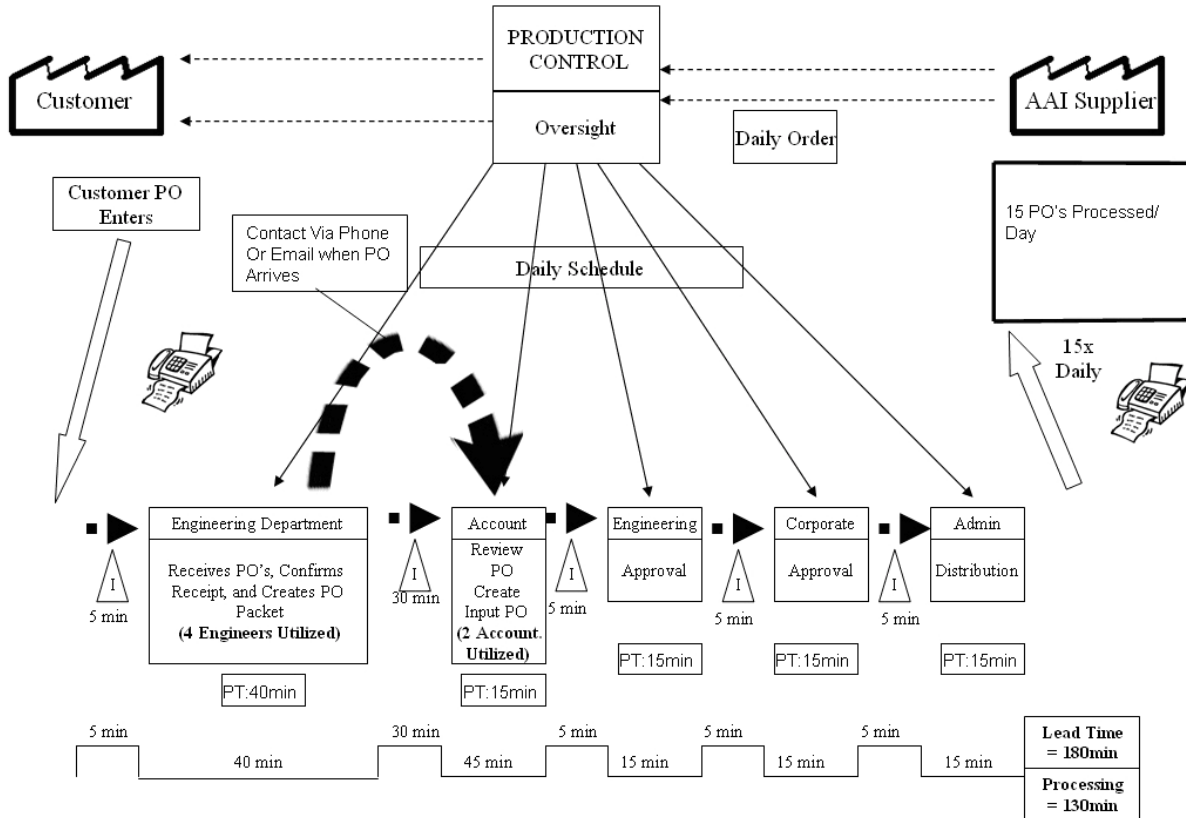 PRODUCTION
CONTROL
Oversight
Customer
AAI Supplier
Daily Order
Customer PO
Enters
Contact Via Phone
Or Email when PO
Arrives
Daily Schedule
15 PO's Processed/
Day
15x
Daily
Engineering Department
Receives PO's, Confirms
Receipt, and Creates PO
Packet
(4 Engineers Utilized)
Account
Review
PO
Create
Input PO
(2 Account.
Utilized)
Engineering
Approval
Corporate
Approval
Admin
Distribution
I
5 min
I
30 min
I
5 min
I
5 min
I
5 min
PT:40min
PT:15min
PT:15min
PT:15min
PT:15min
5 min
40 min
30 min
45 min
5 min
15 min
5 min
15 min
5 min
15 min
Lead Time
= 180min
Processing
= 130min